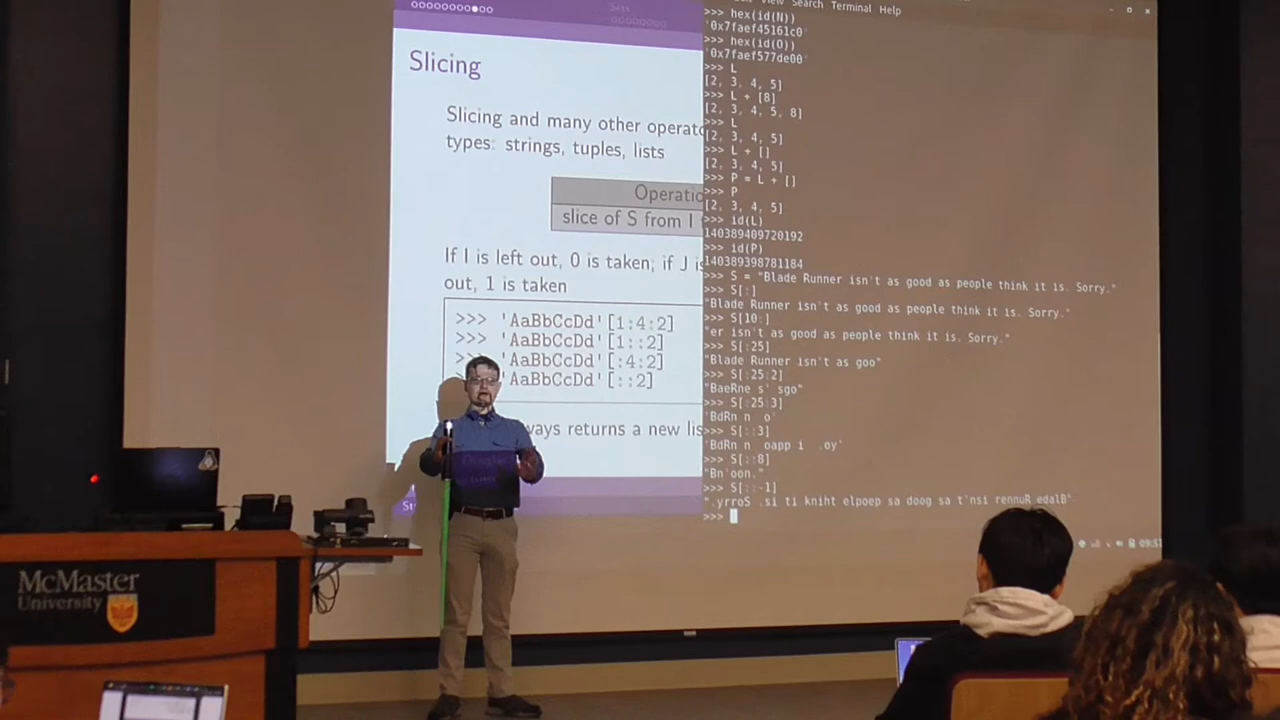 Slicing
Slicing and many other operat
types: strings, tuples, lists
Operatio
slice of S from I
If I is left out, 0 is taken; if J is
out, 1 is taken
>>> 'AaBbCcDd'[1:4:2]
>>> 'AaBbCcDd'[1::2]
>>> 'AaBbCcDd'[:4:2]
'AaBbCcDd'[::2]
ways returns a new lis
McMaster
University
View Search Terminal Help
>>> hex(id(N))
'0x7faef45161c0'
>>> hex(id(O))
'0x7faef577de00'
>>> L
[2, 3, 4, 5]
>>> L + [8]
[2, 3, 4, 5, 8]
>>> L
[2, 3, 4, 5]
>>> L + []
[2, 3, 4, 5]
>>> P = L + []
>>> P
[2, 3, 4, 5]
>>> id(L)
140389409720192
>>> id(P)
140389398781184
>>> S = "Blade Runner isn't as good as people think it is. Sorry."
>>> S[:]
"Blade Runner isn't as good as people think it is. Sorry."
>>> S[10:]
"er isn't as good as people think it is. Sorry."
>>> S[:25]
"Blade Runner isn't as goo"
>>> S[:25:2]
"BaeRne s' sgo"
>>> S[:25:3]
'BdRn n  o'
>>> S[::3]
'BdRn n  oapp i  .oy'
>>> S[::8]
"Bn'oon."
>>> S[::-1]
".yrroS .si ti kniht elpoep sa doog sa t'nsi rennuR edalB"
>>>